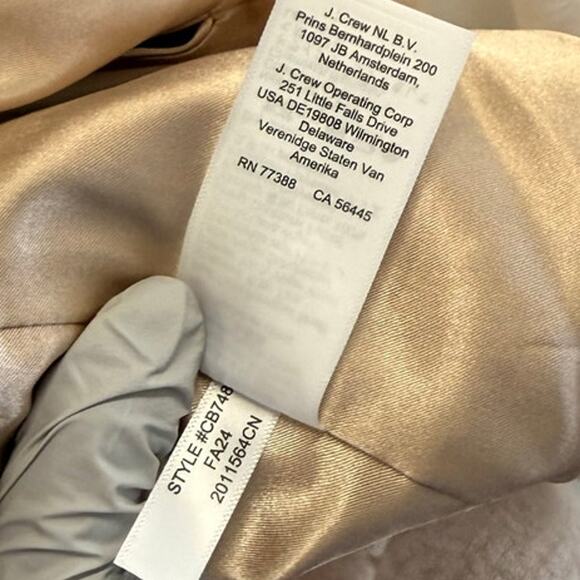 J. Crew NL B.V.
Prins Bernhardplein 200
1097 JB Amsterdam,
Netherlands
J. Crew Operating Corp
251 Little Falls Drive
USA DE19808 Wilmington
Delaware
Verenidge Staten Van
Amerika
RN 77388 CA 56445
STYLE #CB748
FA24
2011564CN